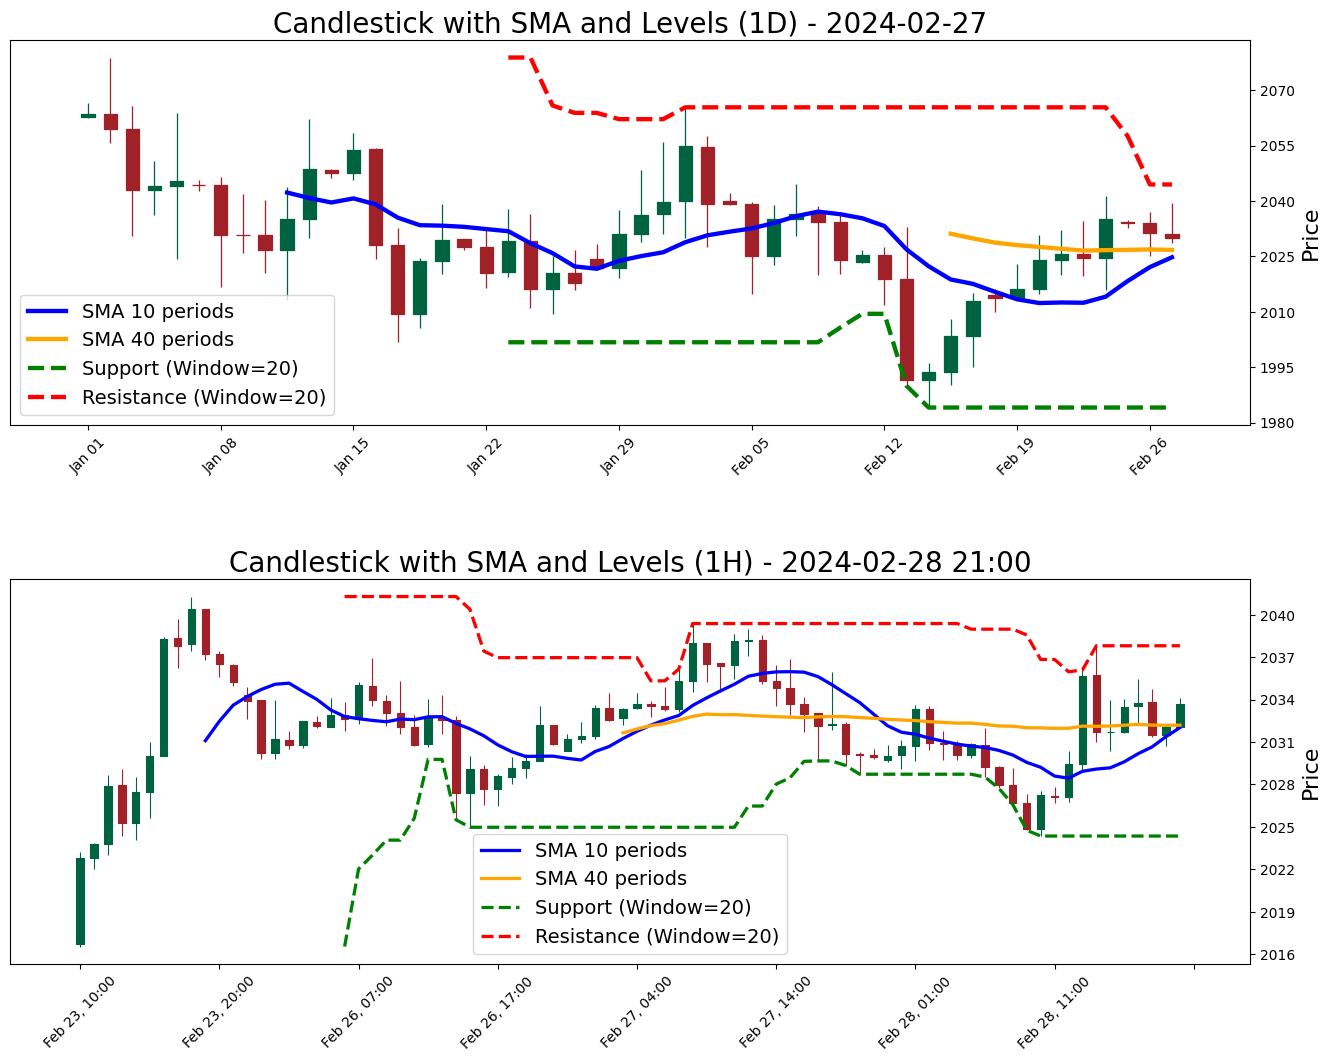 Candlestick with SMA and Levels (1D) - 2024-02-27
2070
2055
2040
2025
2010
1995
1980
Price
SMA 10 periods
SMA 40 periods
Support (Window=20)
Resistance (Window=20)
Jan 01
Jan 08
Jan 15
Jan 22
Jan 29
Feb 05
Feb 12
Feb 19
Feb 26
Candlestick with SMA and Levels (1H) - 2024-02-28 21:00
2040
2037
2034
2031
2028
2025
2022
2019
2016
Price
SMA 10 periods
SMA 40 periods
Support (Window=20)
Resistance (Window=20)
Feb 23, 10:00
Feb 23, 20:00
Feb 26, 07:00
Feb 26, 17:00
Feb 27, 04:00
Feb 27, 14:00
Feb 28, 01:00
Feb 28, 11:00